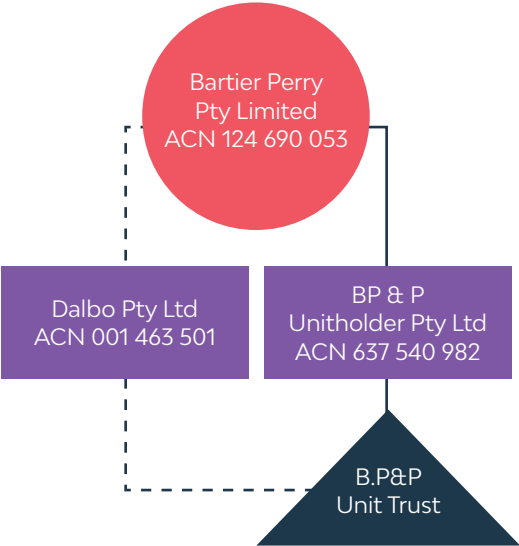 Bartier Perry
Pty Limited
ACN 124 690 053
Dalbo Pty Ltd
ACN 001 463 501
BP & P
Unitholder Pty Ltd
ACN 637 540 982
B.P&P
Unit Trust